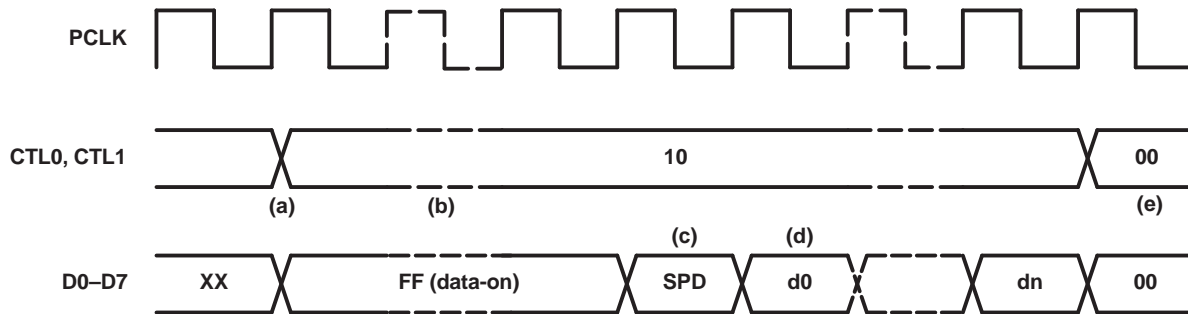 PCLK
CTL0, CTL1
10
00
(a)
(b)
(e)
(c)
(d)
D0–D7
XX
FF (data-on)
SPD
d0
dn
00